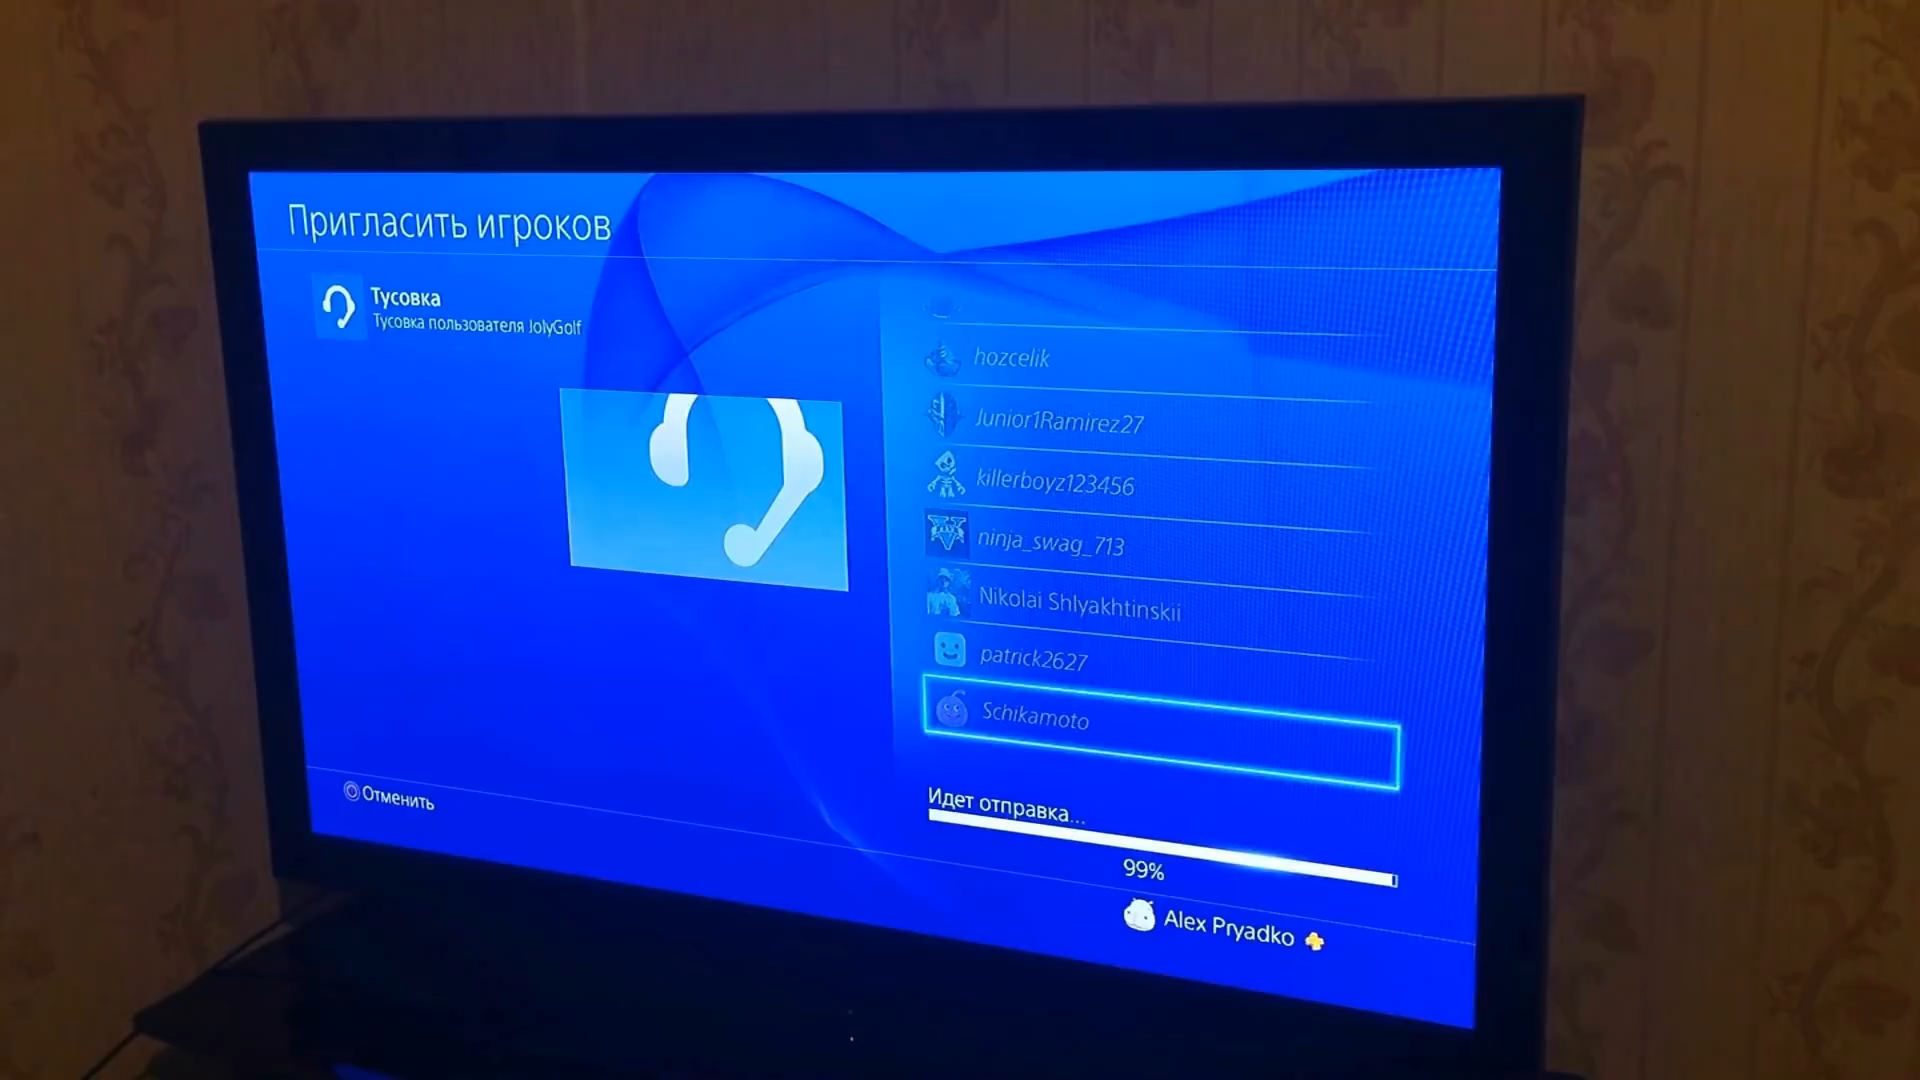 Пригласить игроков
Тусовка
Тусовка пользователя JolyGolf
hozcelik
Junior1Ramirez27
killerboyz123456
ninja_swag_713
Nikolai Shlyakhtinskii
patrick2627
Schikamoto
Идет отправка...
99%
Отменить
Alex Pryadko